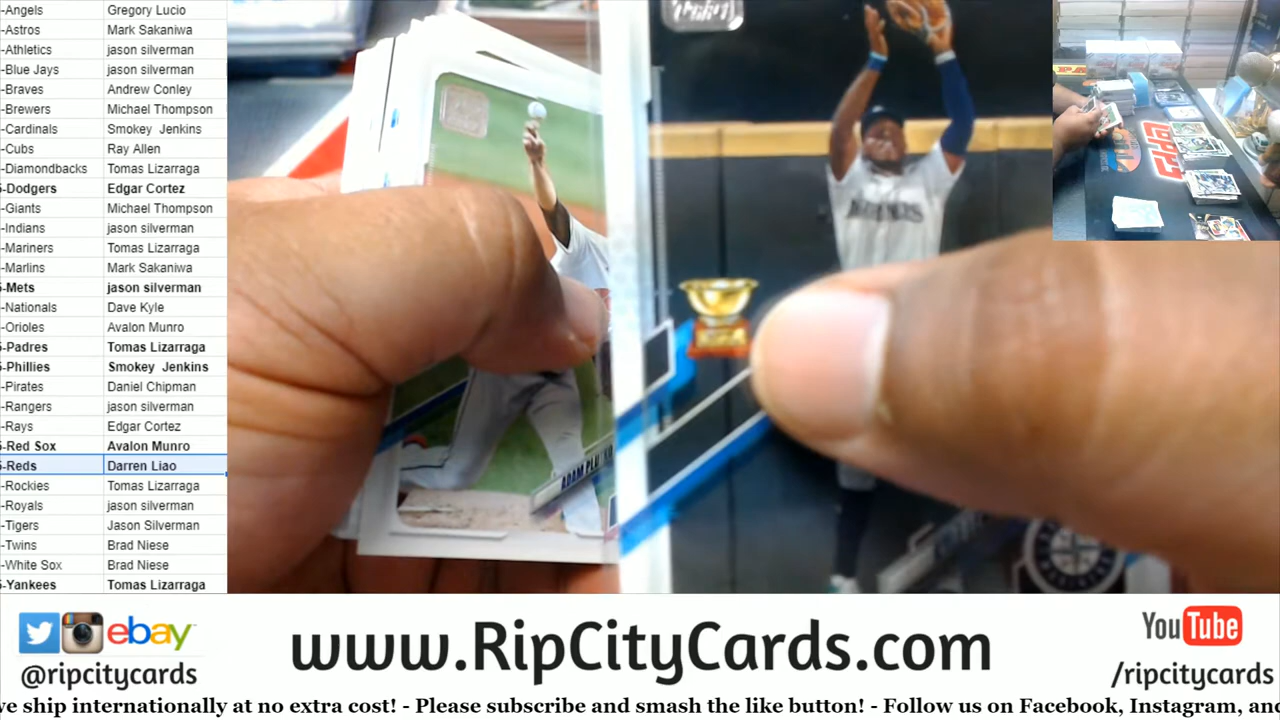 -Angels Gregory Lucio
-Astros Mark Sakaniwa
-Athletics jason silverman
-Blue Jays jason silverman
-Braves Andrew Conley
-Brewers Michael Thompson
-Cardinals Smokey Jenkins
-Cubs Ray Allen
-Diamondbacks Tomas Lizarraga
-Dodgers Edgar Cortez
-Giants Michael Thompson
-Indians jason silverman
-Mariners Tomas Lizarraga
-Marlins Mark Sakaniwa
-Mets jason silverman
-Nationals Dave Kyle
-Orioles Avalon Munro
-Padres Tomas Lizarraga
-Phillies Smokey Jenkins
-Pirates Daniel Chipman
-Rangers jason silverman
-Rays Edgar Cortez
-Red Sox Avalon Munro
-Reds Darren Liao
-Rockies Tomas Lizarraga
-Royals jason silverman
-Tigers Jason Silverman
-Twins Brad Niese
-White Sox Brad Niese
-Yankees Tomas Lizarraga
ADAM
Topps
ebay
@ripcitycards
www.RipCityCards.com
YouTube
/ripcitycards
ve ship internationally at no extra cost! - Please subscribe and smash the like button! - Follow us on Facebook, Instagram, and